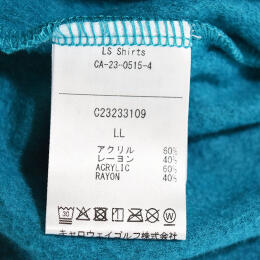 LS Shirts
CA-23-0515-4
C23233109
LL
アクリル 60%
レーヨン 40%
ACRYLIC 60%
RAYON 40%
キャロウェイゴルフ株式会社